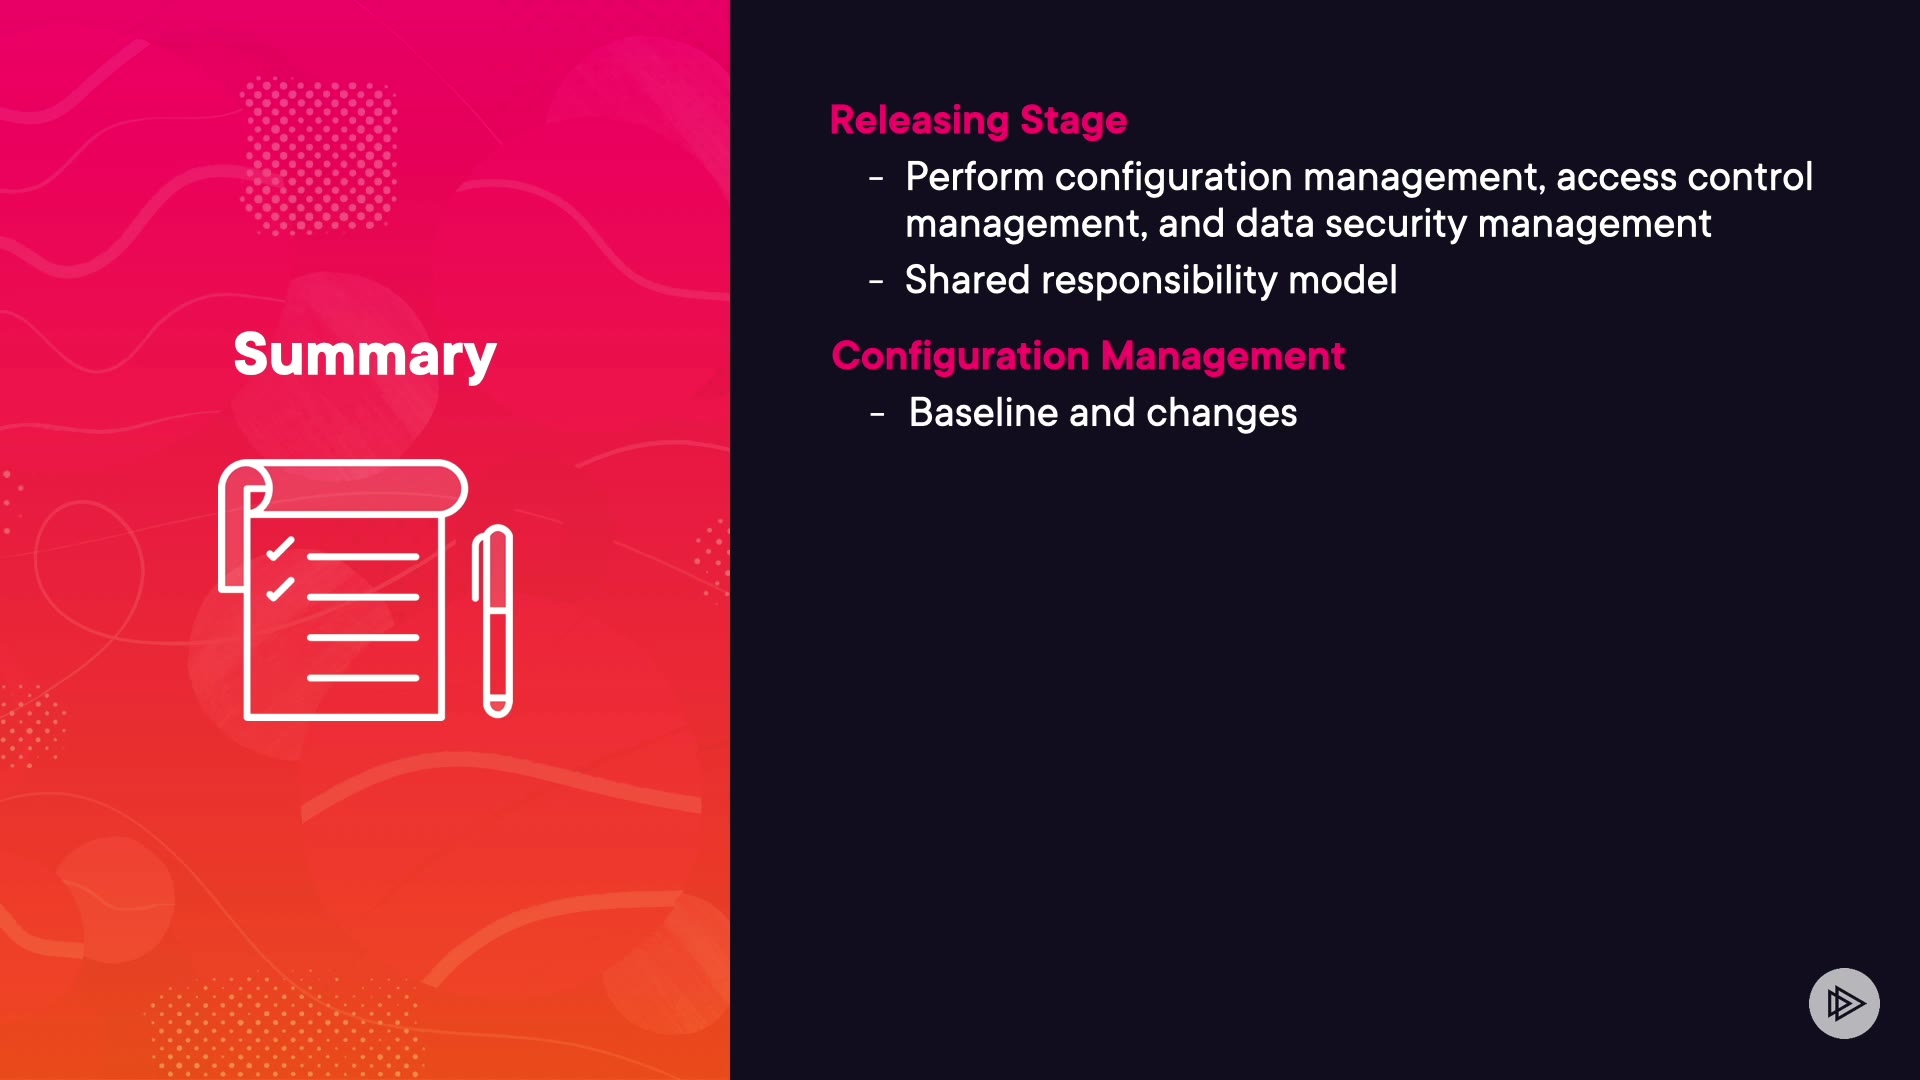 Summary
Releasing Stage
- Perform configuration management, access control
management, and data security management
- Shared responsibility model
Configuration Management
- Baseline and changes